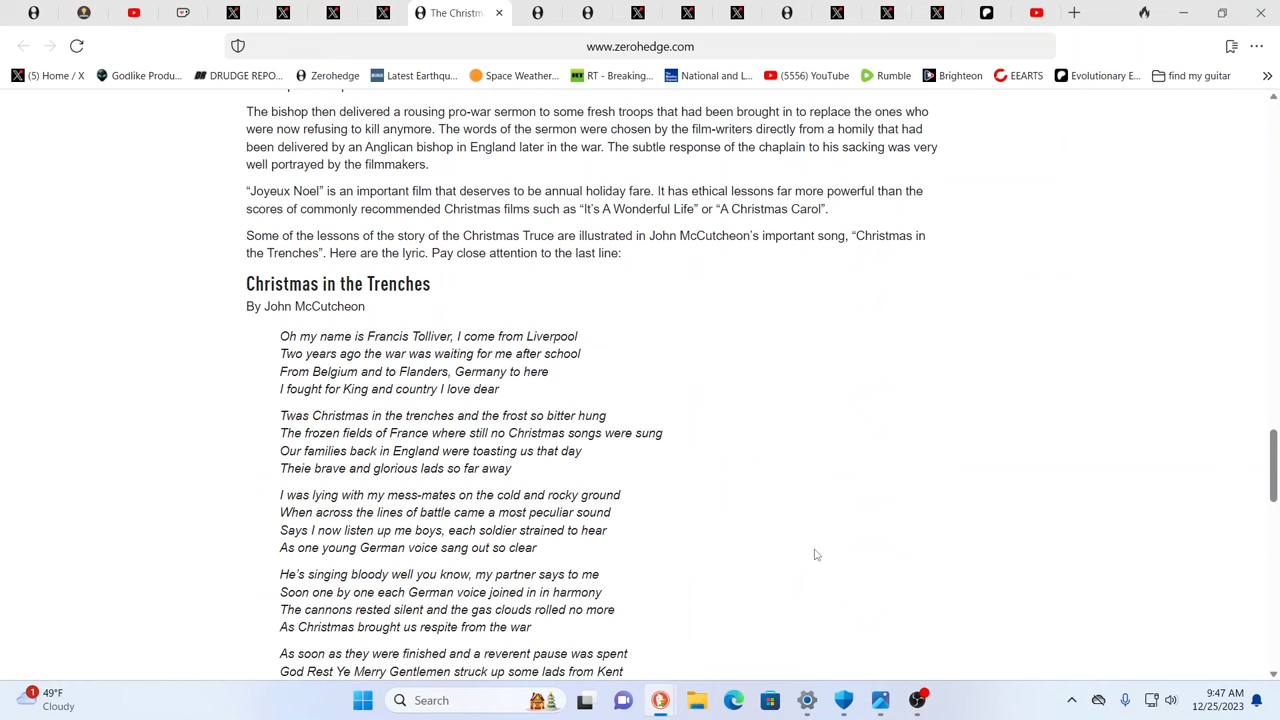 The Christm
www.zerohedge.com
(5) Home / X
Godlike Produ...
DRUDGE REPO...
Zerohedge
Latest Earthqu...
Space Weather...
RT - Breaking...
National and L...
(5556) YouTube
Rumble
Brighteon
EEARTS
Evolutionary E...
find my guitar
The bishop then delivered a rousing pro-war sermon to some fresh troops that had been brought in to replace the ones who
were now refusing to kill anymore. The words of the sermon were chosen by the film-writers directly from a homily that had
been delivered by an Anglican bishop in England later in the war. The subtle response of the chaplain to his sacking was very
well portrayed by the filmmakers.
“Joyeux Noel” is an important film that deserves to be annual holiday fare. It has ethical lessons far more powerful than the
scores of commonly recommended Christmas films such as “It’s A Wonderful Life” or “A Christmas Carol”.
Some of the lessons of the story of the Christmas Truce are illustrated in John McCutcheon’s important song, “Christmas in
the Trenches”. Here are the lyric. Pay close attention to the last line:
Christmas in the Trenches
By John McCutcheon
Oh my name is Francis Tolliver, I come from Liverpool
Two years ago the war was waiting for me after school
From Belgium and to Flanders, Germany to here
I fought for King and country I love dear
Twas Christmas in the trenches and the frost so bitter hung
The frozen fields of France where still no Christmas songs were sung
Our families back in England were toasting us that day
Theie brave and glorious lads so far away
I was lying with my mess-mates on the cold and rocky ground
When across the lines of battle came a most peculiar sound
Says I now listen up me boys, each soldier strained to hear
As one young German voice sang out so clear
He’s singing bloody well you know, my partner says to me
Soon one by one each German voice joined in in harmony
The cannons rested silent and the gas clouds rolled no more
As Christmas brought us respite from the war
As soon as they were finished and a reverent pause was spent
God Rest Ye Merry Gentlemen struck up some lads from Kent
1
49°F
Cloudy
Search
9:47 AM
12/25/2023